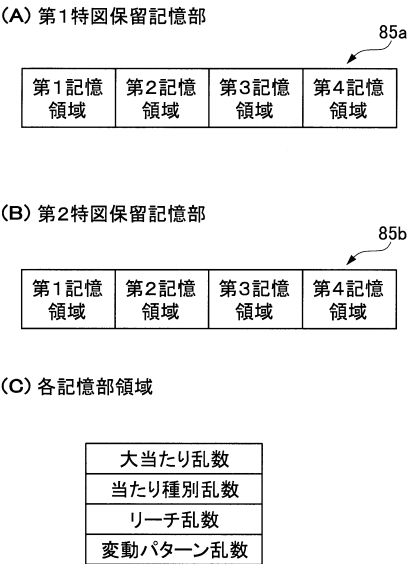 (A) 第1特図保留記憶部
85a
第1記憶領域 第2記憶領域 第3記憶領域 第4記憶領域
(B) 第2特図保留記憶部
85b
第1記憶領域 第2記憶領域 第3記憶領域 第4記憶領域
(C) 各記憶部領域
大当たり乱数
当たり種別乱数
リーチ乱数
変動パターン乱数